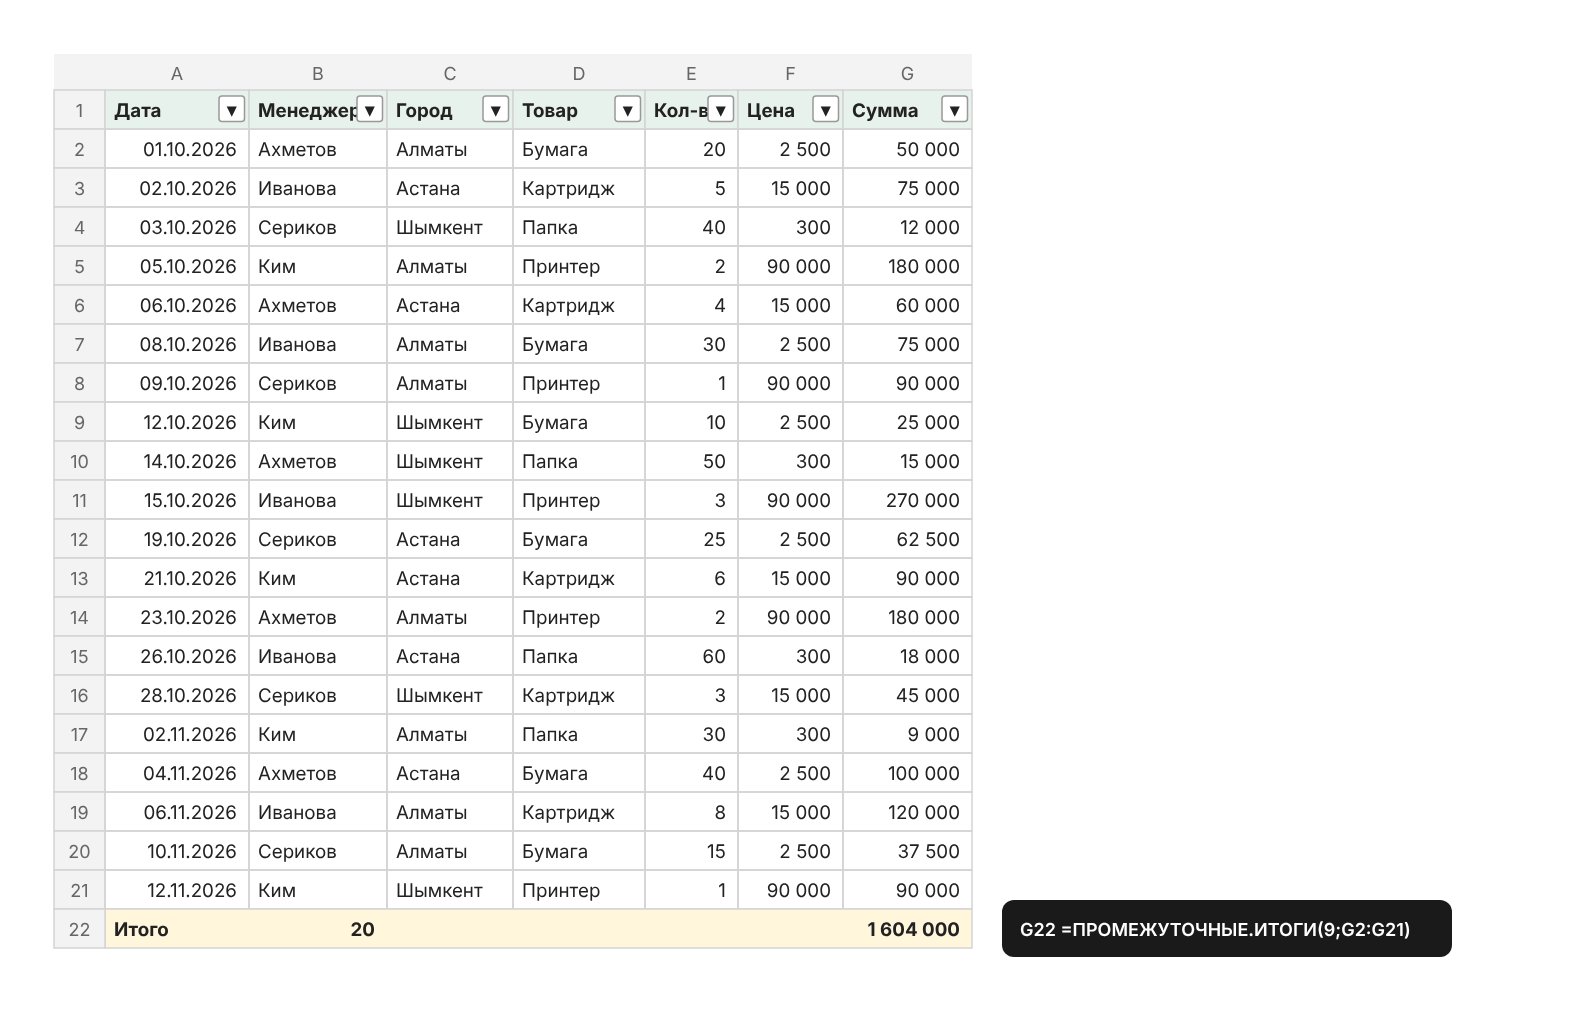 A B C D E F G
1 Дата ▼ Менеджер ▼ Город ▼ Товар ▼ Кол-в ▼ Цена ▼ Сумма ▼
2 01.10.2026 Ахметов Алматы Бумага 20 2 500 50 000
3 02.10.2026 Иванова Астана Картридж 5 15 000 75 000
4 03.10.2026 Сериков Шымкент Папка 40 300 12 000
5 05.10.2026 Ким Алматы Принтер 2 90 000 180 000
6 06.10.2026 Ахметов Астана Картридж 4 15 000 60 000
7 08.10.2026 Иванова Алматы Бумага 30 2 500 75 000
8 09.10.2026 Сериков Алматы Принтер 1 90 000 90 000
9 12.10.2026 Ким Шымкент Бумага 10 2 500 25 000
10 14.10.2026 Ахметов Шымкент Папка 50 300 15 000
11 15.10.2026 Иванова Шымкент Принтер 3 90 000 270 000
12 19.10.2026 Сериков Астана Бумага 25 2 500 62 500
13 21.10.2026 Ким Астана Картридж 6 15 000 90 000
14 23.10.2026 Ахметов Алматы Принтер 2 90 000 180 000
15 26.10.2026 Иванова Астана Папка 60 300 18 000
16 28.10.2026 Сериков Шымкент Картридж 3 15 000 45 000
17 02.11.2026 Ким Алматы Папка 30 300 9 000
18 04.11.2026 Ахметов Астана Бумага 40 2 500 100 000
19 06.11.2026 Иванова Алматы Картридж 8 15 000 120 000
20 10.11.2026 Сериков Алматы Бумага 15 2 500 37 500
21 12.11.2026 Ким Шымкент Принтер 1 90 000 90 000
22 Итого 20 1 604 000
G22 =ПРОМЕЖУТОЧНЫЕ.ИТОГИ(9;G2:G21)